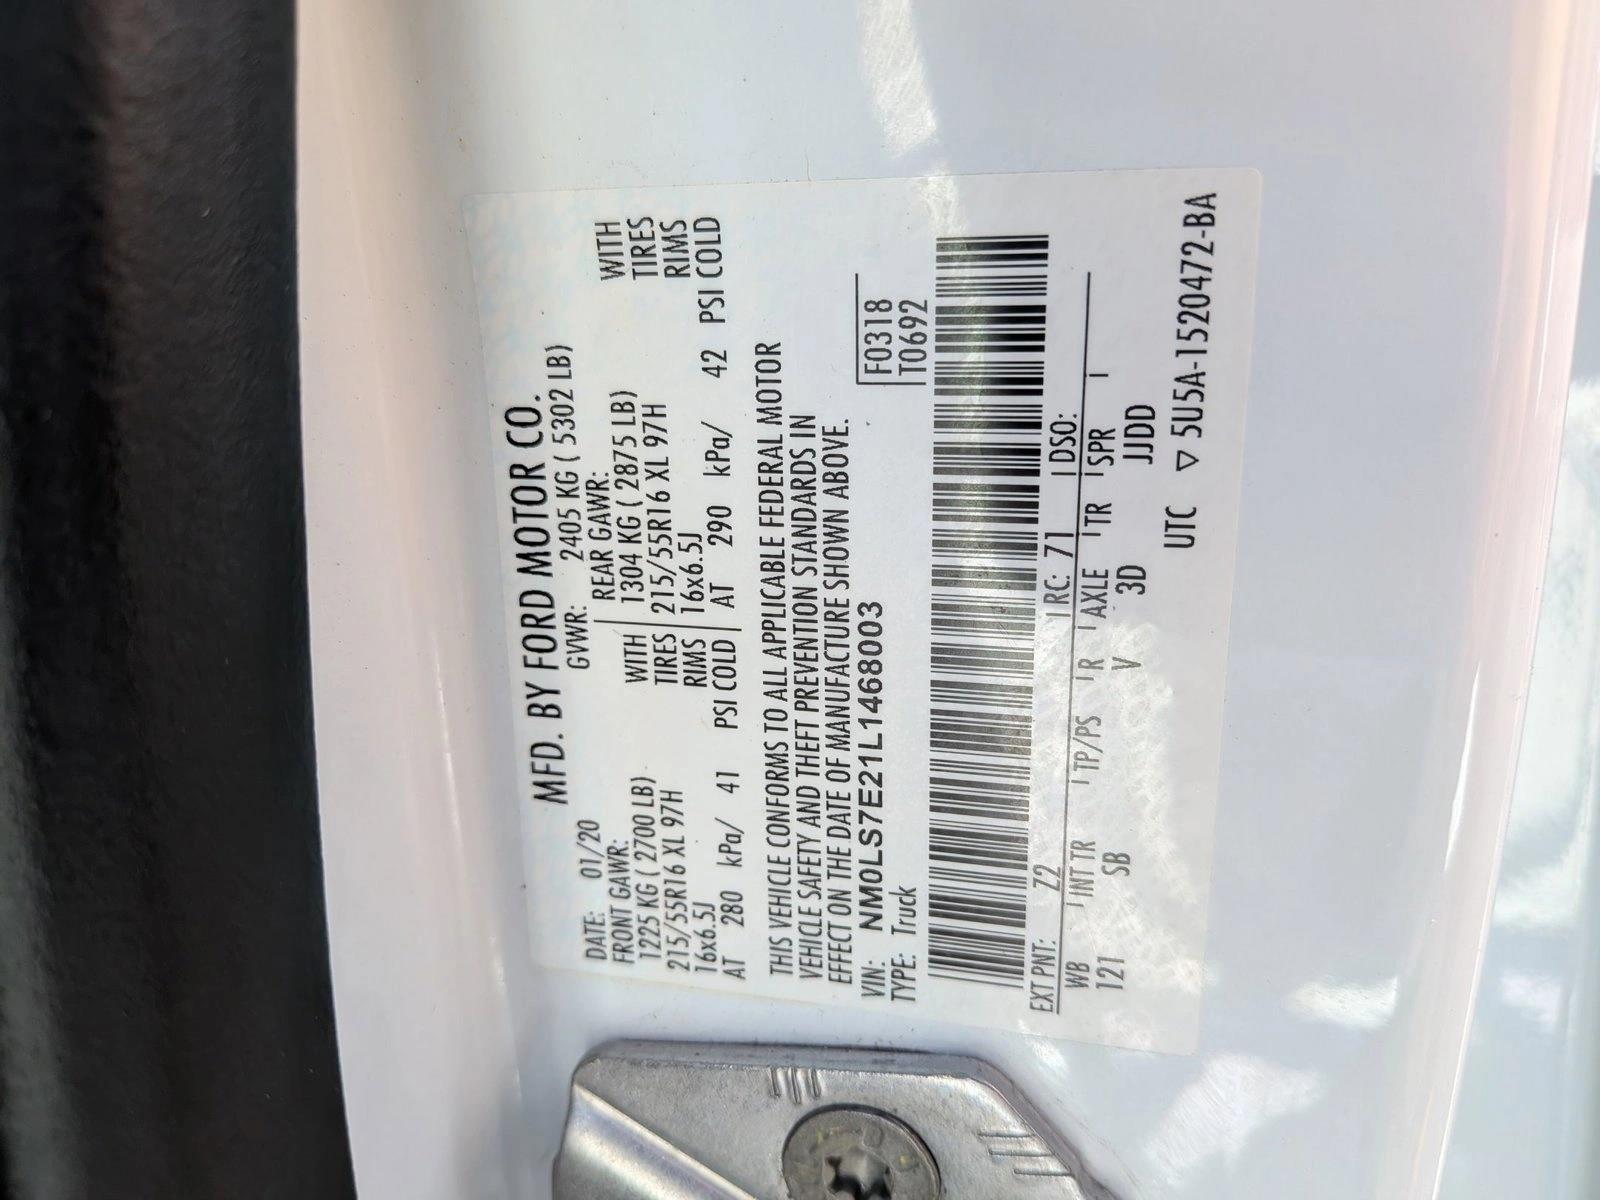 MFD. BY FORD MOTOR CO.
DATE: 01/20 GVWR: 2405 KG ( 5302 LB)
FRONT GAWR: REAR GAWR:
1225 KG ( 2700 LB) WITH 1304 KG ( 2875 LB) WITH
215/55R16 XL 97H TIRES 215/55R16 XL 97H TIRES
16x6.5J RIMS 16x6.5J RIMS
AT 280 kPa/ 41 PSI COLD AT 290 kPa/ 42 PSI COLD
THIS VEHICLE CONFORMS TO ALL APPLICABLE FEDERAL MOTOR
VEHICLE SAFETY AND THEFT PREVENTION STANDARDS IN
EFFECT ON THE DATE OF MANUFACTURE SHOWN ABOVE.
VIN: NM0LS7E21L1468003 F0318
TYPE: Truck T0692
EXT PNT: Z2 RC: 71 DSO:
WB INT TR TP/PS R AXLE TR SPR
121 SB V 3D JJDD
UTC ▽ 5U5A-1520472-BA